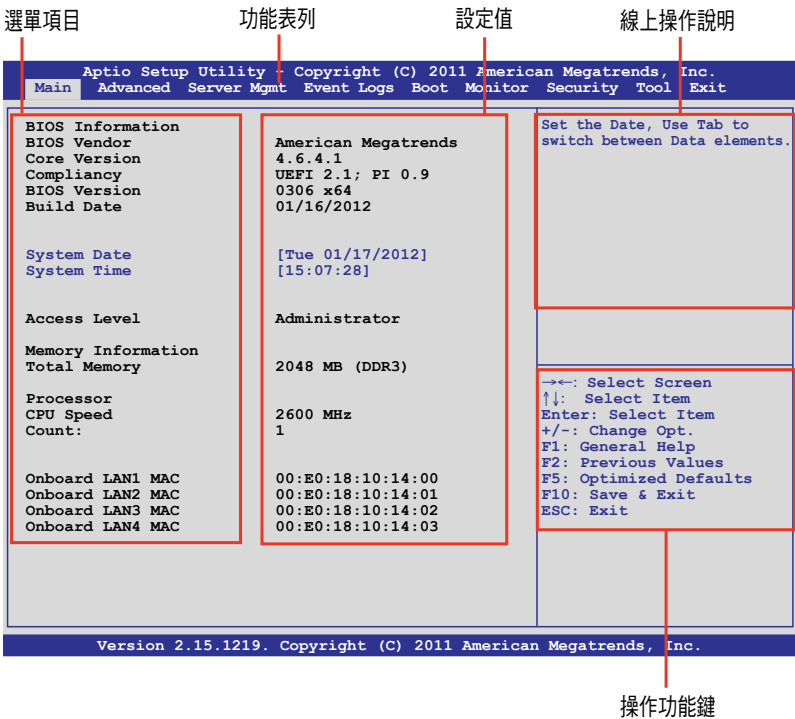 選單項目 功能表列 設定值 線上操作說明
Aptio Setup Utility - Copyright (C) 2011 American Megatrends, Inc.
Main Advanced Server Mgmt Event Logs Boot Monitor Security Tool Exit
BIOS Information
BIOS Vendor American Megatrends
Core Version 4.6.4.1
Compliancy UEFI 2.1; PI 0.9
BIOS Version 0306 x64
Build Date 01/16/2012
System Date [Tue 01/17/2012]
System Time [15:07:28]
Access Level Administrator
Memory Information
Total Memory 2048 MB (DDR3)
Processor
CPU Speed 2600 MHz
Count: 1
Onboard LAN1 MAC 00:E0:18:10:14:00
Onboard LAN2 MAC 00:E0:18:10:14:01
Onboard LAN3 MAC 00:E0:18:10:14:02
Onboard LAN4 MAC 00:E0:18:10:14:03
Set the Date, Use Tab to
switch between Data elements.
→←: Select Screen
↑↓: Select Item
Enter: Select Item
+/-: Change Opt.
F1: General Help
F2: Previous Values
F5: Optimized Defaults
F10: Save & Exit
ESC: Exit
Version 2.15.1219. Copyright (C) 2011 American Megatrends, Inc.
操作功能鍵